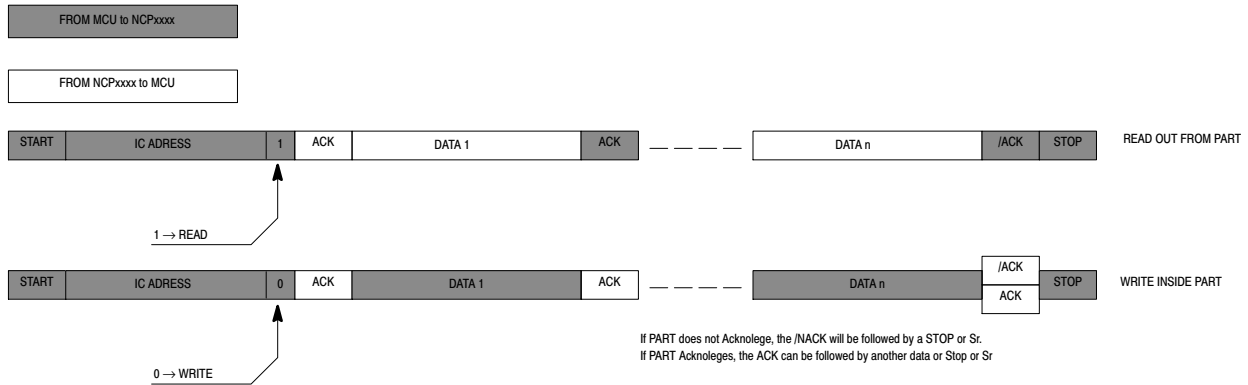 FROM MCU to NCPxxxx
FROM NCPxxxx to MCU
START IC ADRESS 1 ACK DATA 1 ACK DATA n /ACK STOP READ OUT FROM PART
1 → READ
START IC ADRESS 0 ACK DATA 1 ACK DATA n /ACK ACK STOP WRITE INSIDE PART
If PART does not Acknolege, the /NACK will be followed by a STOP or Sr.
If PART Acknoleges, the ACK can be followed by another data or Stop or Sr
0 → WRITE